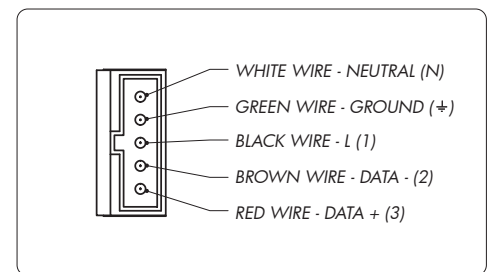 WHITE WIRE - NEUTRAL (N)
GREEN WIRE - GROUND (⏚)
BLACK WIRE - L (1)
BROWN WIRE - DATA - (2)
RED WIRE - DATA + (3)